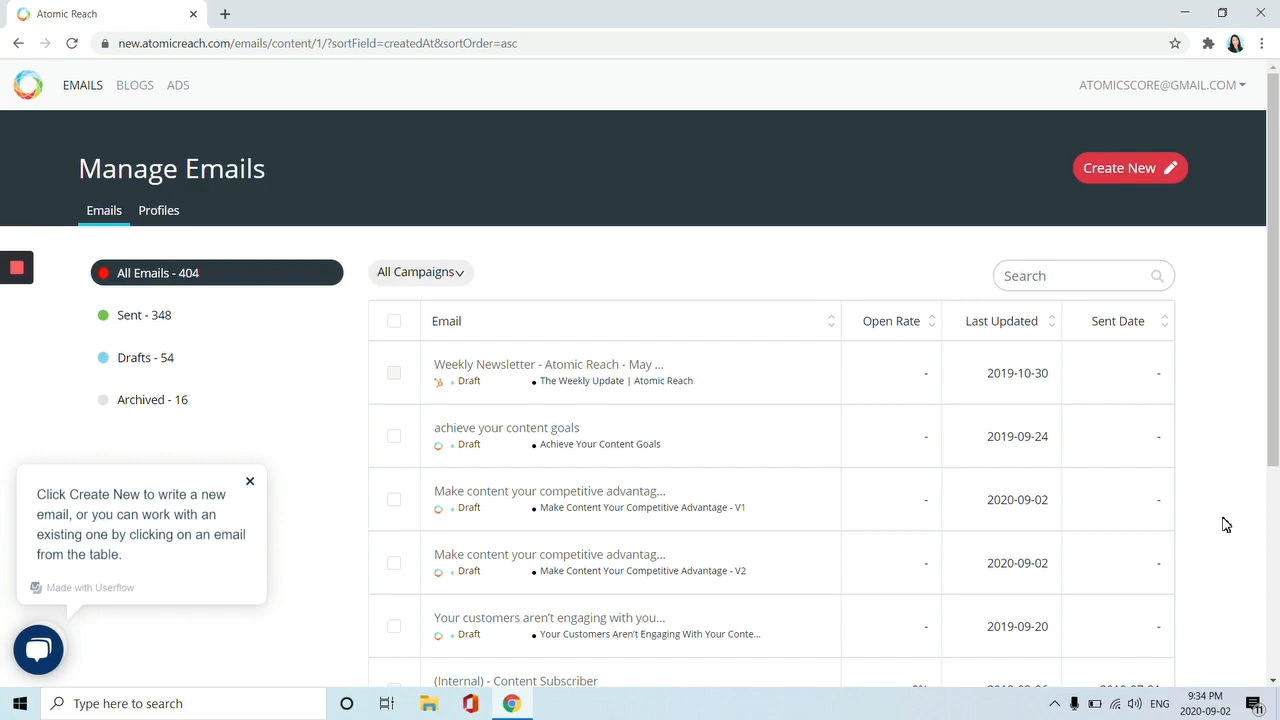 Atomic Reach
new.atomicreach.com/emails/content/1/?sortField=createdAt&sortOrder=asc
EMAILS BLOGS ADS
ATOMICSCORE@GMAIL.COM
Manage Emails
Create New
Emails Profiles
All Emails - 404
Sent - 348
Drafts - 54
Archived - 16
All Campaigns
Search
Email Open Rate Last Updated Sent Date
Weekly Newsletter - Atomic Reach - May ...
Draft • The Weekly Update | Atomic Reach
- 2019-10-30 -
achieve your content goals
Draft • Achieve Your Content Goals
- 2019-09-24 -
Make content your competitive advantag...
Draft • Make Content Your Competitive Advantage - V1
- 2020-09-02 -
Make content your competitive advantag...
Draft • Make Content Your Competitive Advantage - V2
- 2020-09-02 -
Your customers aren't engaging with you...
Draft • Your Customers Aren't Engaging With Your Conte...
- 2019-09-20 -
(Internal) - Content Subscriber
Click Create New to write a new
email, or you can work with an
existing one by clicking on an email
from the table.
Made with Userflow
Type here to search
ENG
9:34 PM
2020-09-02
11